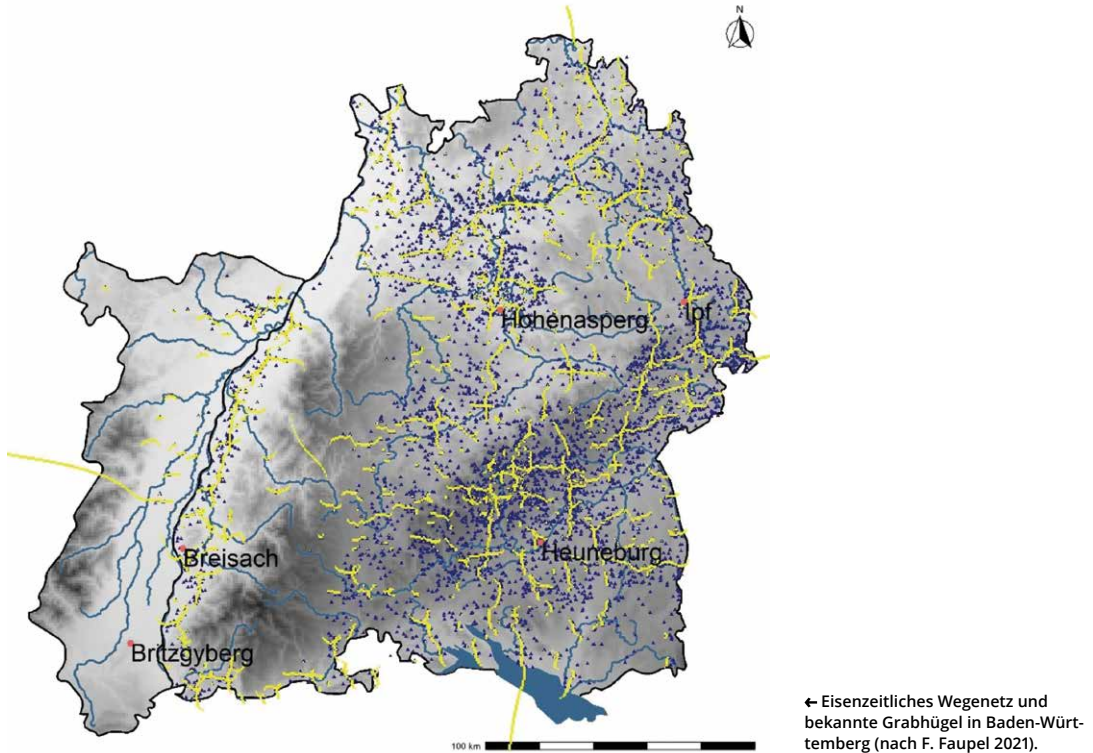 N
Hohenasperg
Ipf
Breisach
Heuneburg
Britzgyberg
100 km
← Eisenzeitliches Wegenetz und
bekannte Grabhügel in Baden-Würt-
temberg (nach F. Faupel 2021).